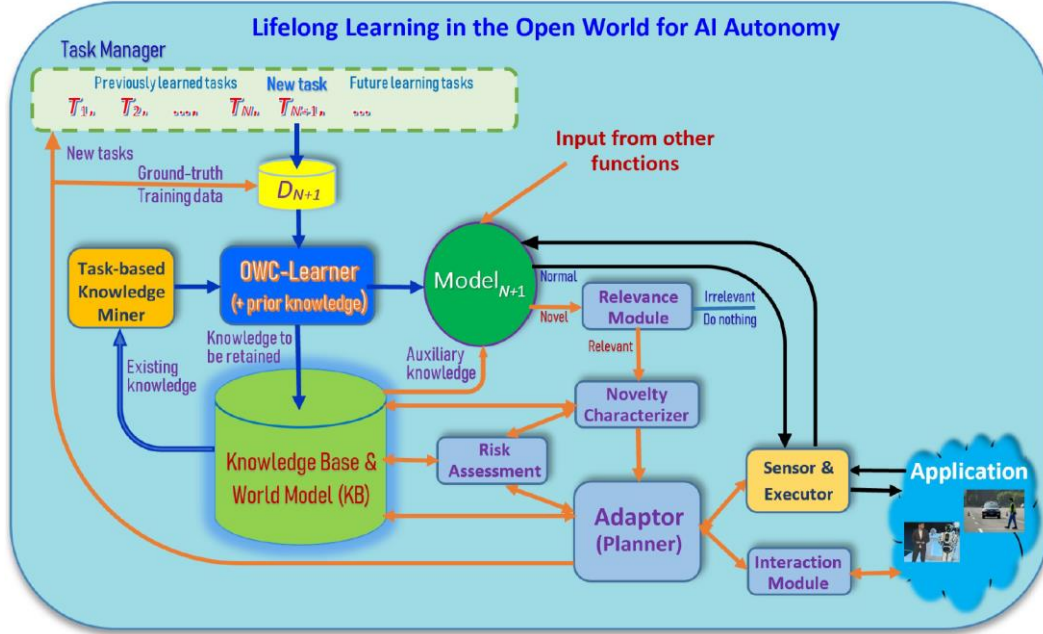 Lifelong Learning in the Open World for AI Autonomy
Task Manager
Previously learned tasks
New task
Future learning tasks
T1, T2, ...., TN, TN+1, ...
New tasks
Ground-truth
Training data
DN+1
Input from other
functions
Task-based
Knowledge
Miner
OWC-Learner
(+ prior knowledge)
ModelN+1
Normal
Novel
Relevance
Module
Irrelevant
Do nothing
Relevant
Knowledge to
be retained
Auxiliary
knowledge
Existing
knowledge
Novelty
Characterizer
Knowledge Base &
World Model (KB)
Risk
Assessment
Adaptor
(Planner)
Sensor &
Executor
Application
Interaction
Module